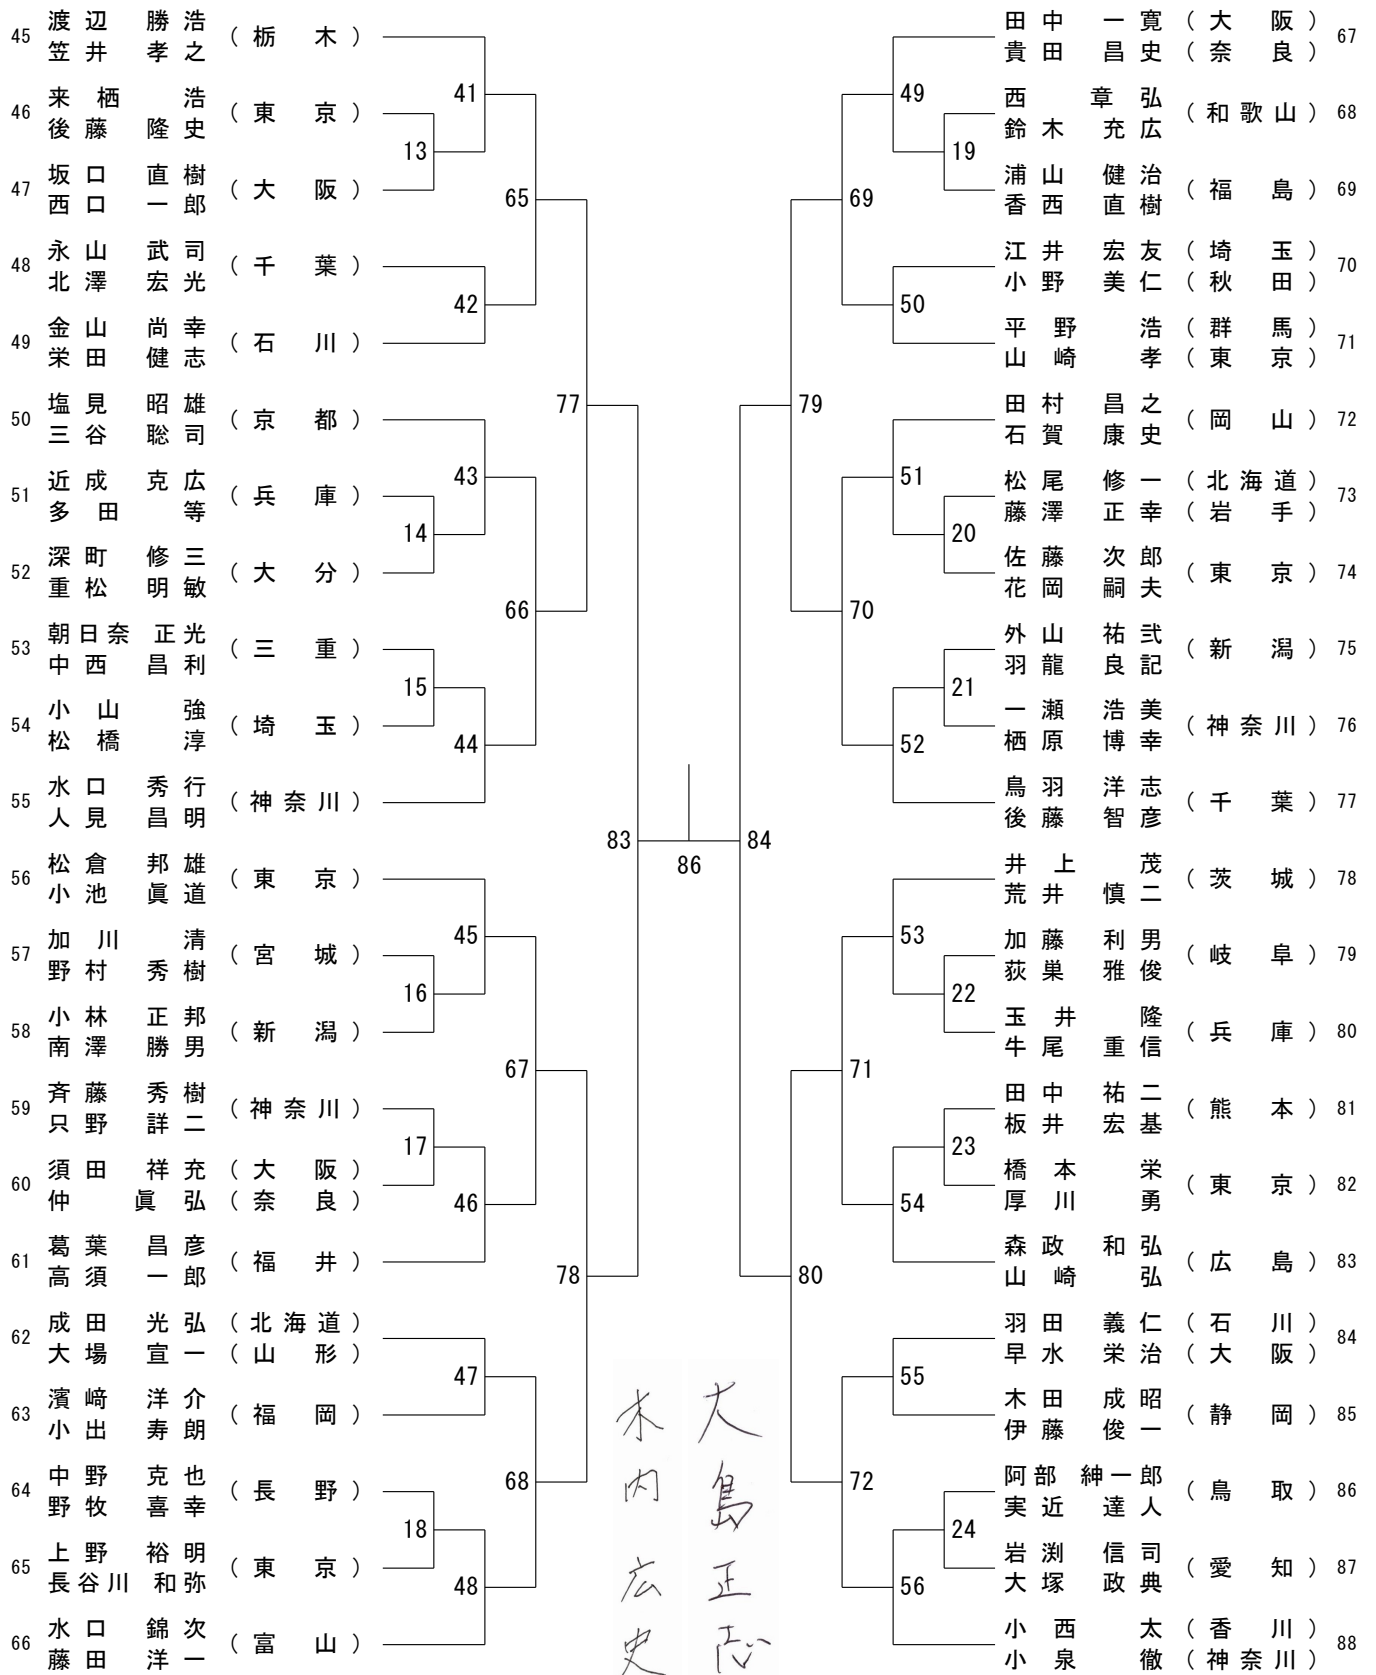 45 渡辺 勝浩 (栃木)
笠井 孝之
46 来栖 浩 (東京)
後藤 隆史
47 坂口 直樹 (大阪)
西口 一郎
48 永山 武司 (千葉)
北澤 宏光
49 金山 尚幸 (石川)
栄田 健志
50 塩見 昭雄 (京都)
三谷 聡司
51 近成 克広 (兵庫)
多田 等
52 深町 修三 (大分)
重松 明敏
53 朝日奈 正光 (三重)
中西 昌利
54 小山 強 (埼玉)
松橋 淳
55 水口 秀行 (神奈川)
人見 昌明
56 松倉 邦雄 (東京)
小池 眞道
57 加川 清 (宮城)
野村 秀樹
58 小林 正邦 (新潟)
南澤 勝男
59 斉藤 秀樹 (神奈川)
只野 詳二
60 須田 祥充 (大阪)
仲 眞弘 (奈良)
61 葛葉 昌彦 (福井)
高須 一郎
62 成田 光弘 (北海道)
大場 宣一 (山形)
63 濱﨑 洋介 (福岡)
小出 寿朗
64 中野 克也 (長野)
野牧 喜幸
65 上野 裕明 (東京)
長谷川 和弥
66 水口 錦次 (富山)
藤田 洋一
41
13
65
42
77
43
14
66
15
44
83
45
16
67
17
46
78
47
68
18
48
86
84
49
19
69
50
79
51
20
70
21
52
53
22
71
23
54
80
55
72
24
56
田中 一寛 (大阪) 67
貴田 昌史 (奈良)
西 章弘 (和歌山) 68
鈴木 充広
浦山 健治 (福島) 69
香西 直樹
江井 宏友 (埼玉) 70
小野 美仁 (秋田)
平野 浩 (群馬) 71
山崎 孝 (東京)
田村 昌之 (岡山) 72
石賀 康史
松尾 修一 (北海道) 73
藤澤 正幸 (岩手)
佐藤 次郎 (東京) 74
花岡 嗣夫
外山 祐弐 (新潟) 75
羽龍 良記
一瀬 浩美 (神奈川) 76
栖原 博幸
鳥羽 洋志 (千葉) 77
後藤 智彦
井上 茂 (茨城) 78
荒井 慎二
加藤 利男 (岐阜) 79
荻巣 雅俊
玉井 隆 (兵庫) 80
牛尾 重信
田中 祐二 (熊本) 81
板井 宏基
橋本 栄 (東京) 82
厚川 勇
森政 和弘 (広島) 83
山崎 弘
羽田 義仁 (石川) 84
早水 栄治 (大阪)
木田 成昭 (静岡) 85
伊藤 俊一
阿部 紳一郎 (鳥取) 86
実近 達人
岩渕 信司 (愛知) 87
大塚 政典
小西 太 (香川) 88
小泉 徹 (神奈川)
大島正志
木内広史